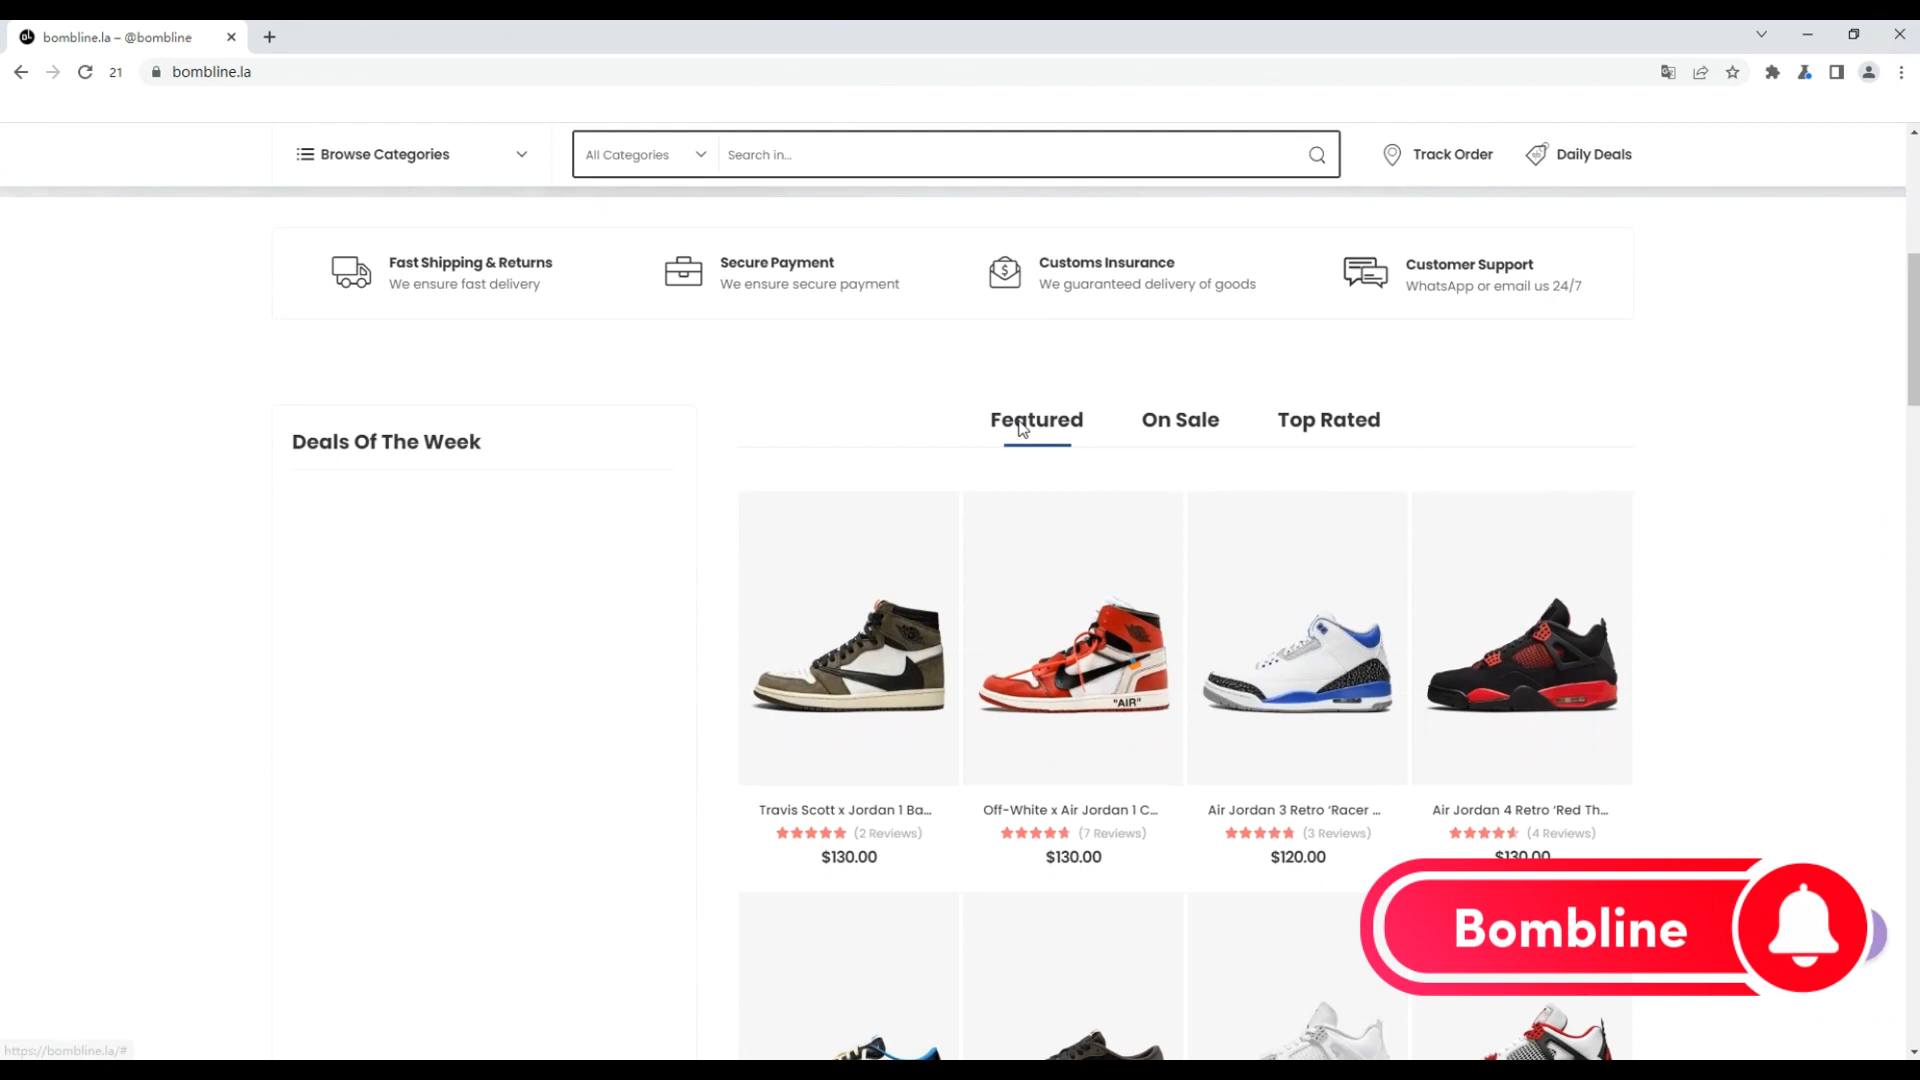 bombline.la – @bombline
21
bombline.la
Browse Categories
All Categories
Search in...
Track Order
Daily Deals
Fast Shipping & Returns
We ensure fast delivery
Secure Payment
We ensure secure payment
Customs Insurance
We guaranteed delivery of goods
Customer Support
WhatsApp or email us 24/7
Deals Of The Week
Featured
On Sale
Top Rated
"AIR"
Travis Scott x Jordan 1 Ba...
(2 Reviews)
$130.00
Off-White x Air Jordan 1 C...
(7 Reviews)
$130.00
Air Jordan 3 Retro ‘Racer ...
(3 Reviews)
$120.00
Air Jordan 4 Retro ‘Red Th...
(4 Reviews)
$130.00
Bombline
https://bombline.la/#